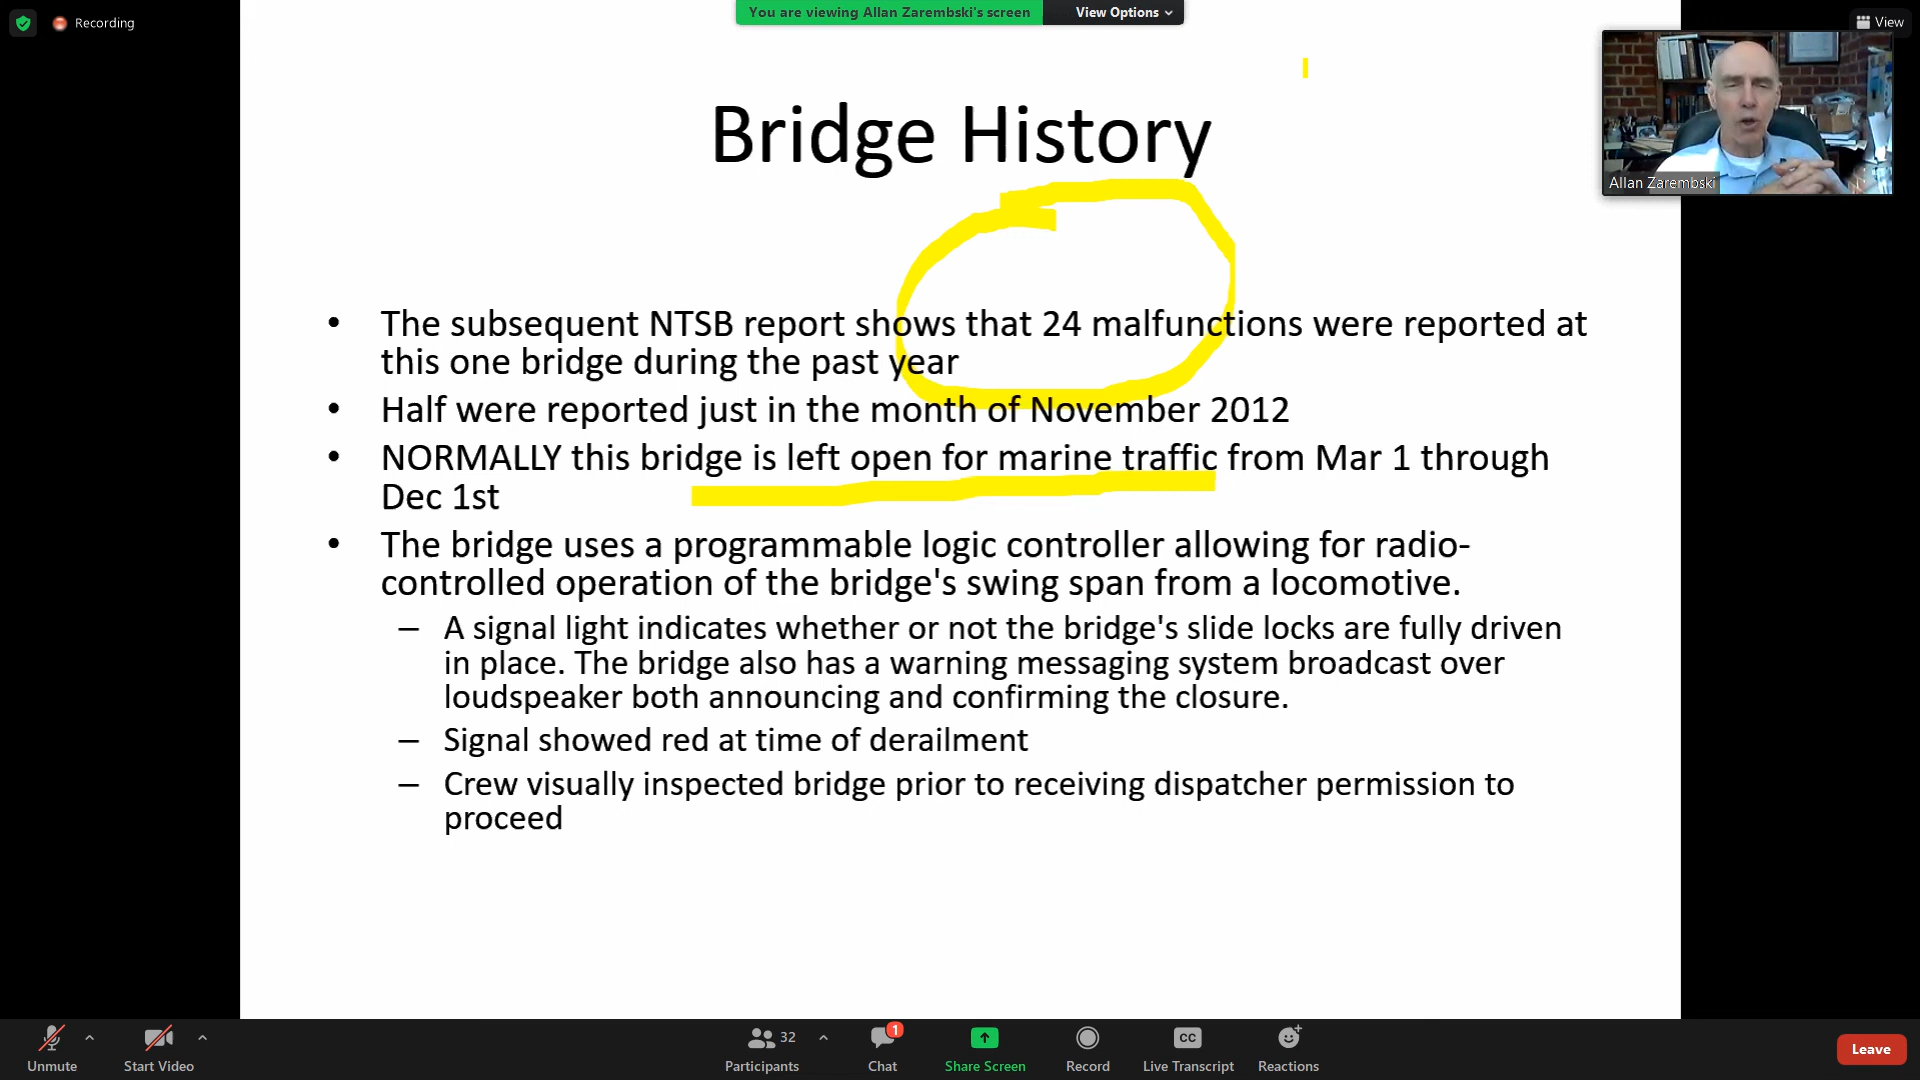 Recording
You are viewing Allan Zarembski's screen
View Options
View
Allan Zarembski
Bridge History
• The subsequent NTSB report shows that 24 malfunctions were reported at
this one bridge during the past year
• Half were reported just in the month of November 2012
• NORMALLY this bridge is left open for marine traffic from Mar 1 through
Dec 1st
• The bridge uses a programmable logic controller allowing for radio-
controlled operation of the bridge's swing span from a locomotive.
– A signal light indicates whether or not the bridge's slide locks are fully driven
in place. The bridge also has a warning messaging system broadcast over
loudspeaker both announcing and confirming the closure.
– Signal showed red at time of derailment
– Crew visually inspected bridge prior to receiving dispatcher permission to
proceed
Unmute
Start Video
32
Participants
1
Chat
Share Screen
Record
CC
Live Transcript
Reactions
Leave